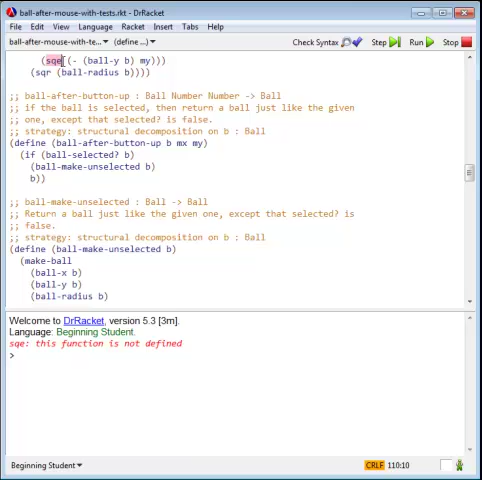 ball-after-mouse-with-tests.rkt - DrRacket
File Edit View Language Racket Insert Tabs Help
ball-after-mouse-with-te... (define ...) Check Syntax Step Run Stop
(sqe (- (ball-y b) my)))
(sqr (ball-radius b))))
;; ball-after-button-up : Ball Number Number -> Ball
;; if the ball is selected, then return a ball just like the given
;; one, except that selected? is false.
;; strategy: structural decomposition on b : Ball
(define (ball-after-button-up b mx my)
(if (ball-selected? b)
(ball-make-unselected b)
b))
;; ball-make-unselected : Ball -> Ball
;; Return a ball just like the given one, except that selected? is
;; false.
;; strategy: structural decomposition on b : Ball
(define (ball-make-unselected b)
(make-ball
(ball-x b)
(ball-y b)
(ball-radius b)
Welcome to DrRacket, version 5.3 [3m].
Language: Beginning Student.
sqe: this function is not defined
>
Beginning Student CRLF 110:10